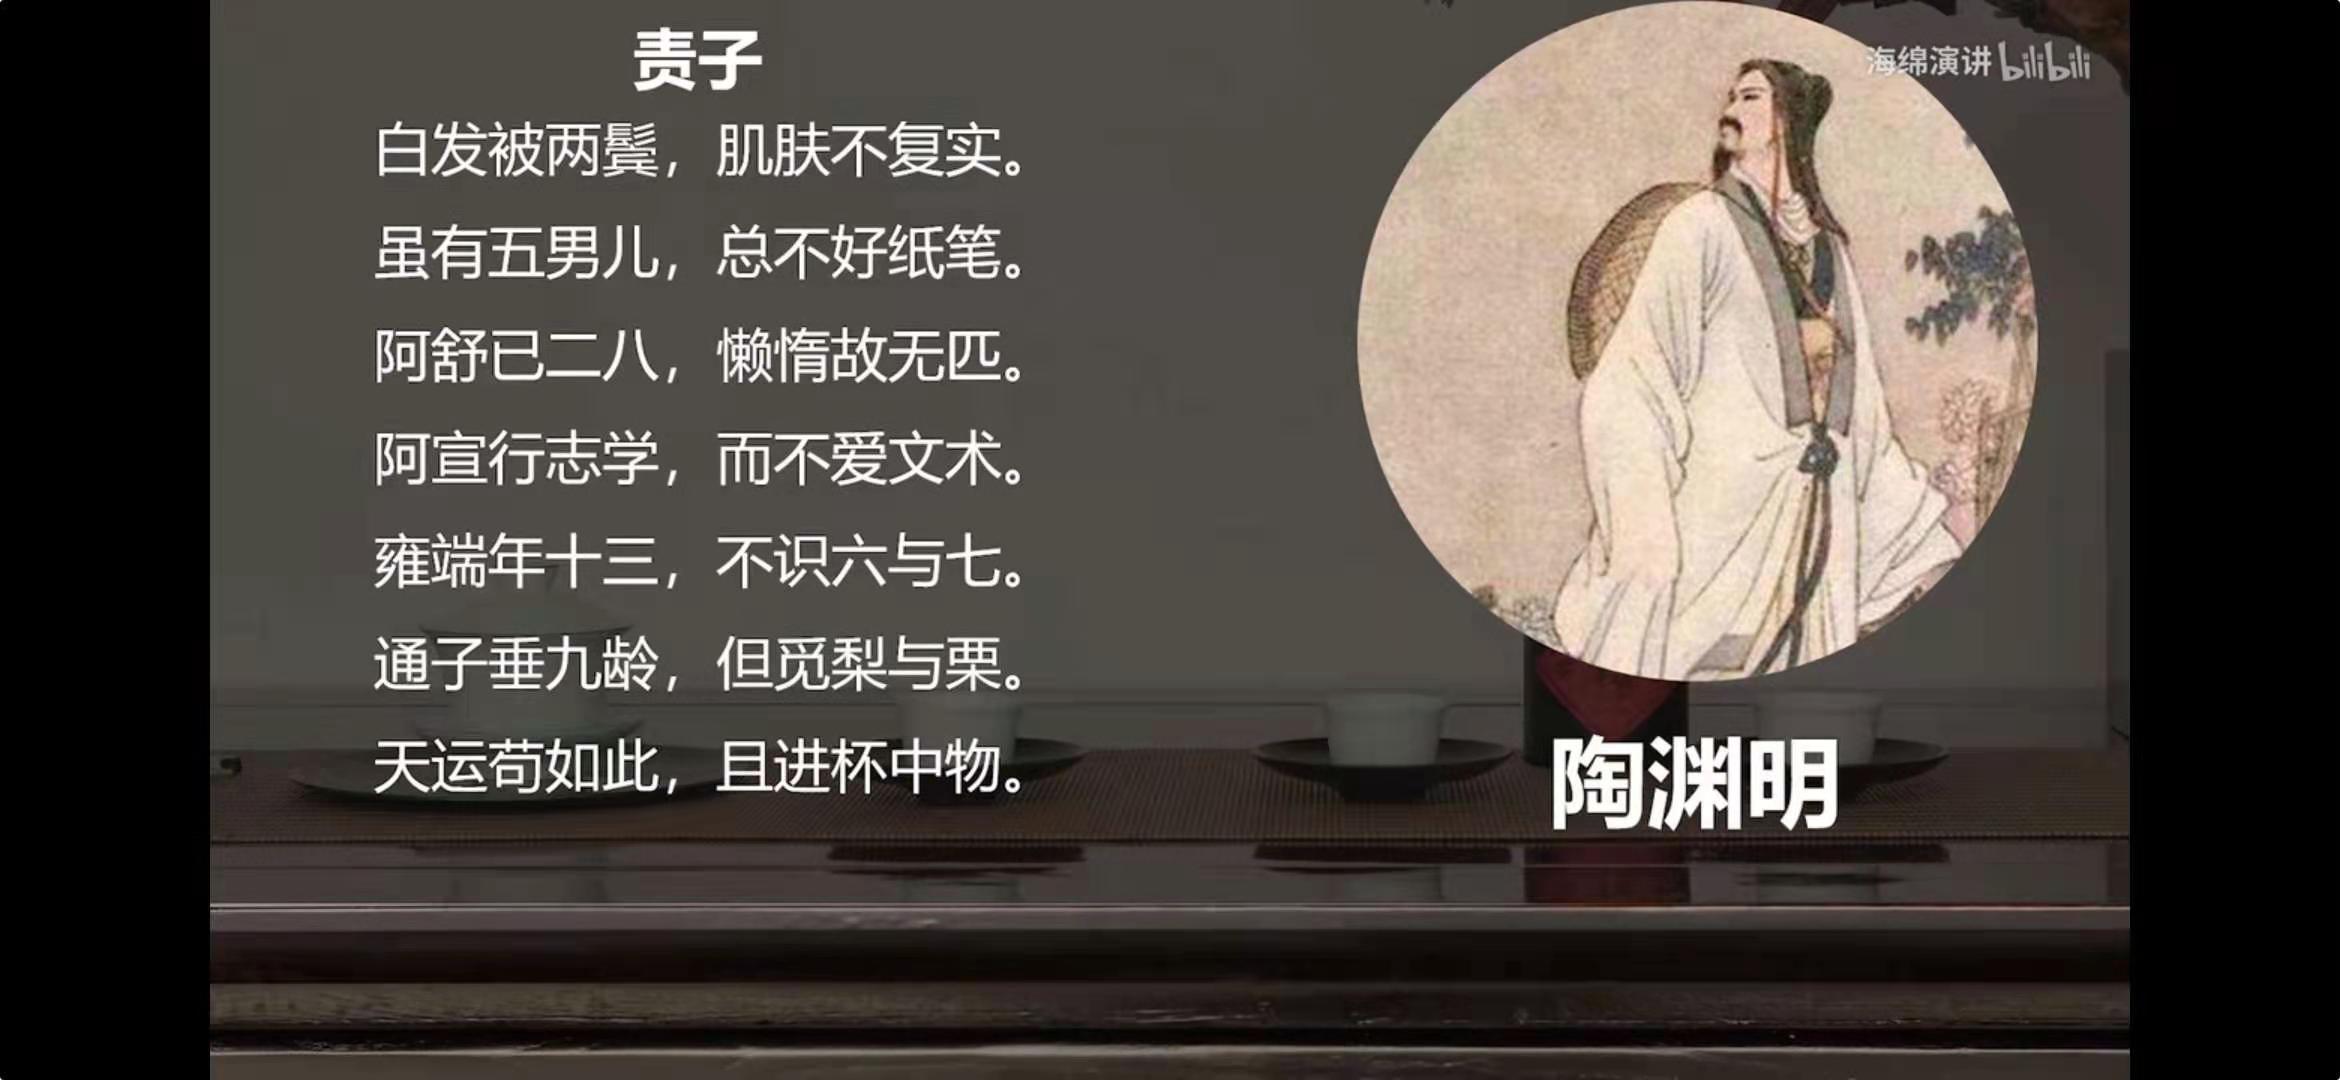 责子
白发被两鬓，肌肤不复实。
虽有五男儿，总不好纸笔。
阿舒已二八，懒惰故无匹。
阿宣行志学，而不爱文术。
雍端年十三，不识六与七。
通子垂九龄，但觅梨与栗。
天运苟如此，且进杯中物。
海绵演讲 bilibili
陶渊明